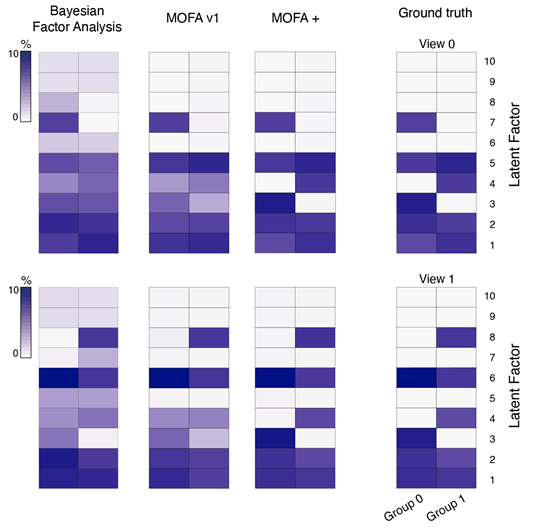 Bayesian
Factor Analysis
MOFA v1
MOFA +
Ground truth
%
10
0
View 0
10
9
8
7
6
5
4
3
2
1
Latent Factor
%
10
0
View 1
10
9
8
7
6
5
4
3
2
1
Latent Factor
Group 0
Group 1